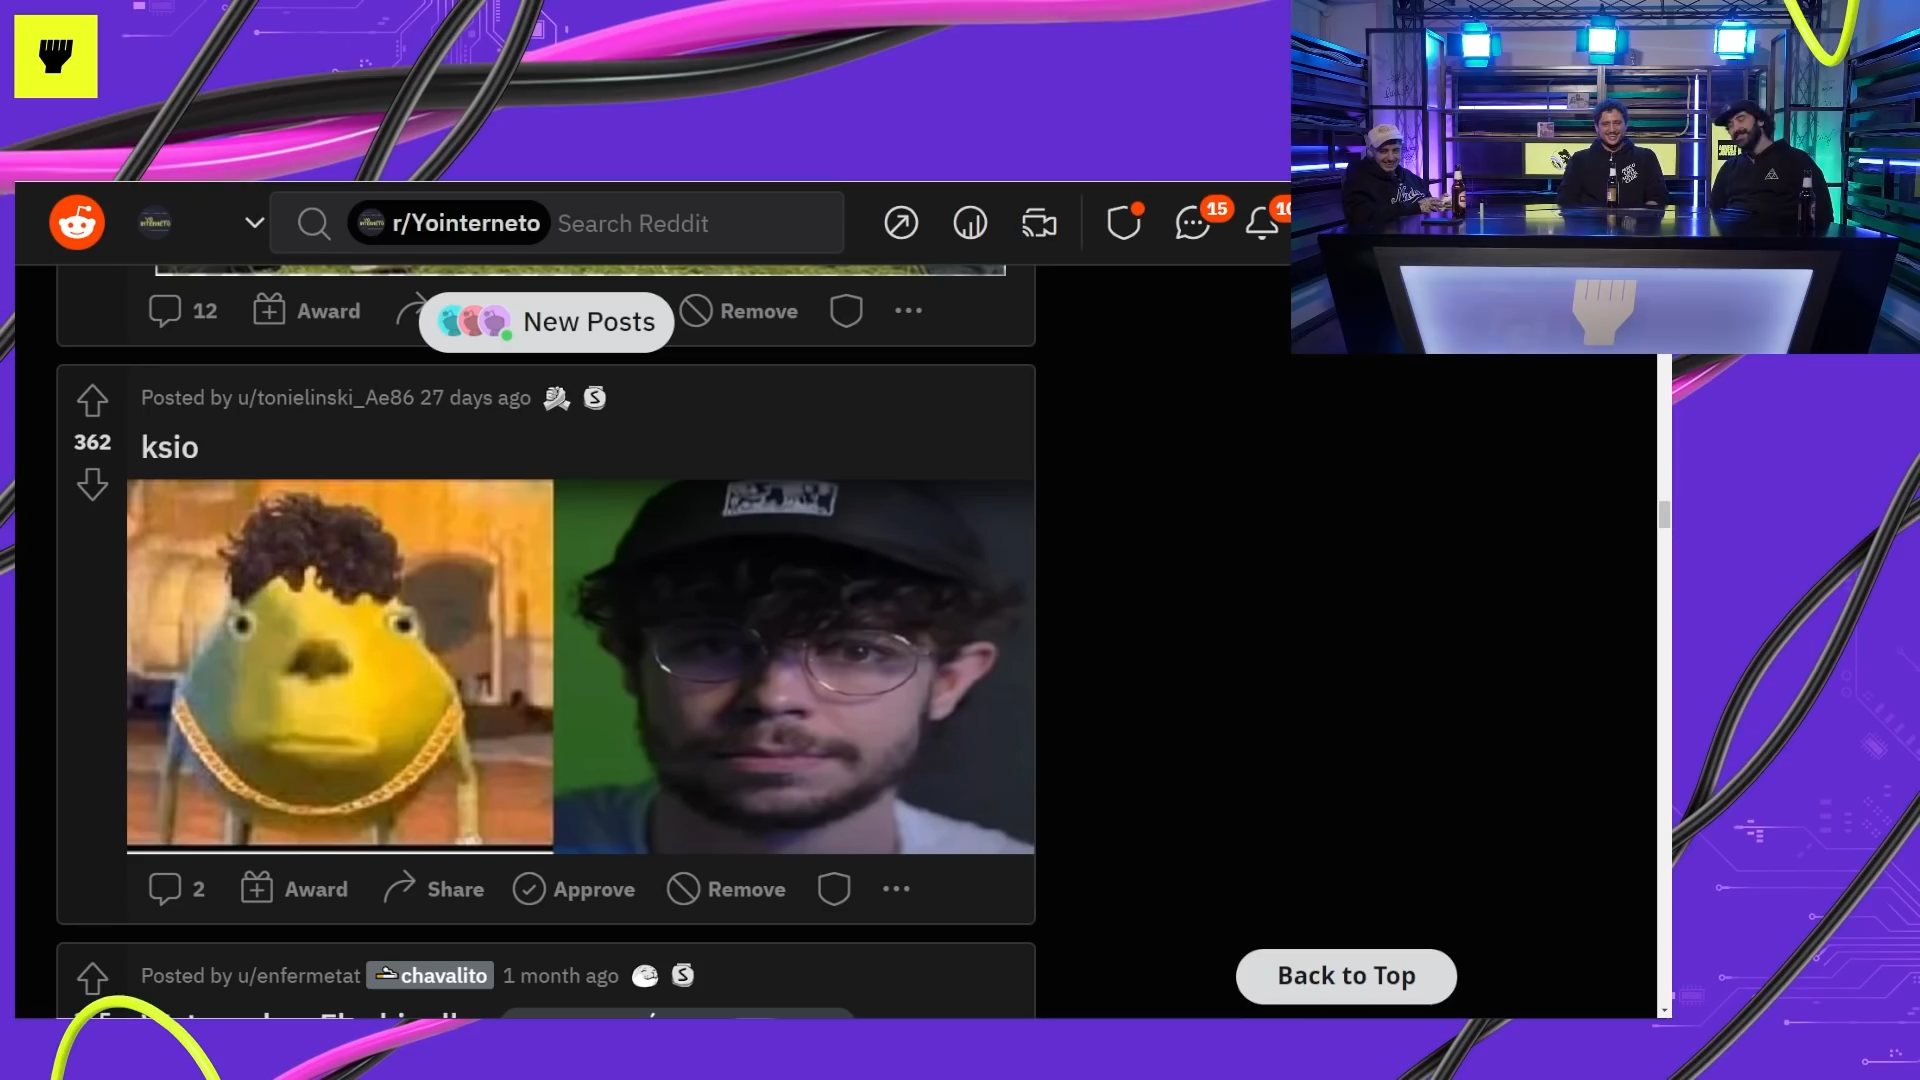 r/Yointerneto
Search Reddit
15
12
Award
New Posts
Remove
Posted by u/tonielinski_Ae86 27 days ago
362
ksio
2
Award
Share
Approve
Remove
Posted by u/enfermetat
chavalito
1 month ago
Back to Top